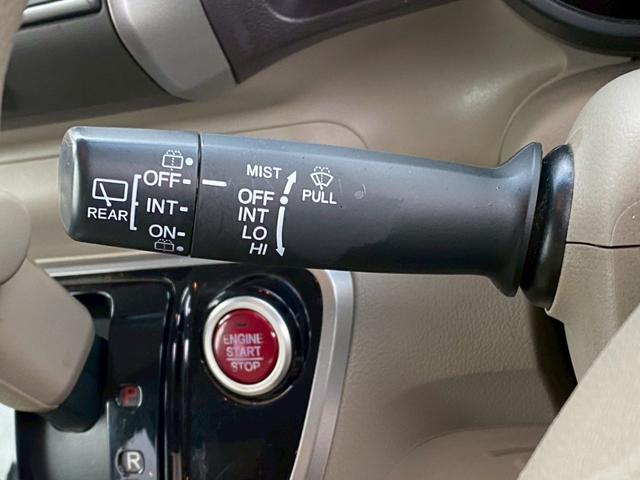 MIST
OFF
INT
LO
HI
PULL
REAR
OFF
INT
ON
ENGINE
START
STOP
P
R